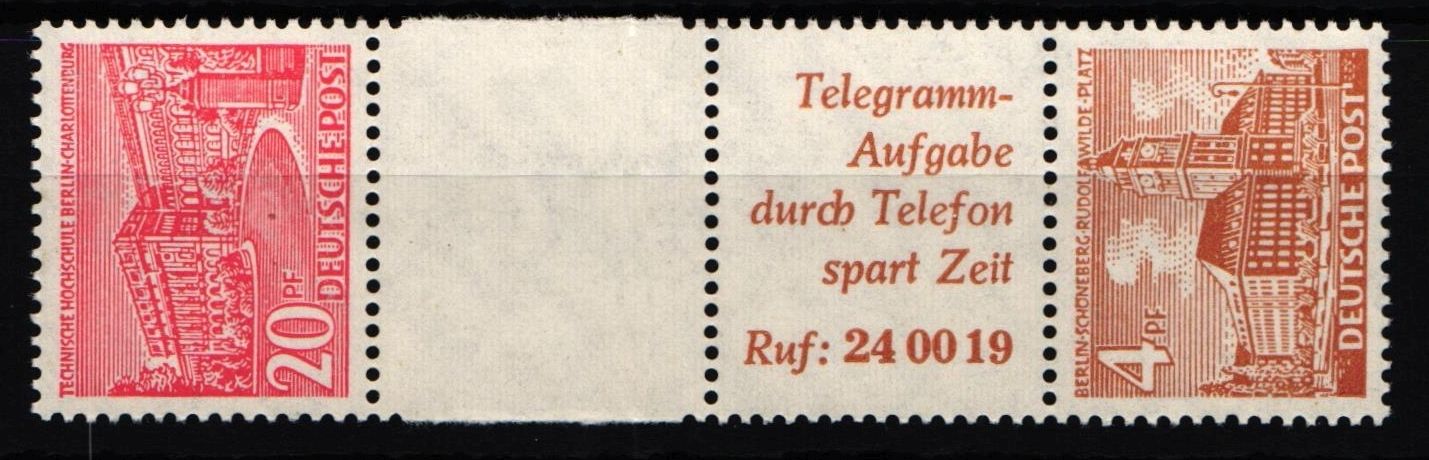 TECHNISCHE HOCHSCHULE BERLIN-CHARLOTTENBURG
20 PF
DEUTSCHE POST
Telegramm-
Aufgabe
durch Telefon
spart Zeit
Ruf: 24 00 19
BERLIN-SCHÖNEBERG·RUDOLF-WILDE-PLATZ
4 PF
DEUTSCHE POST